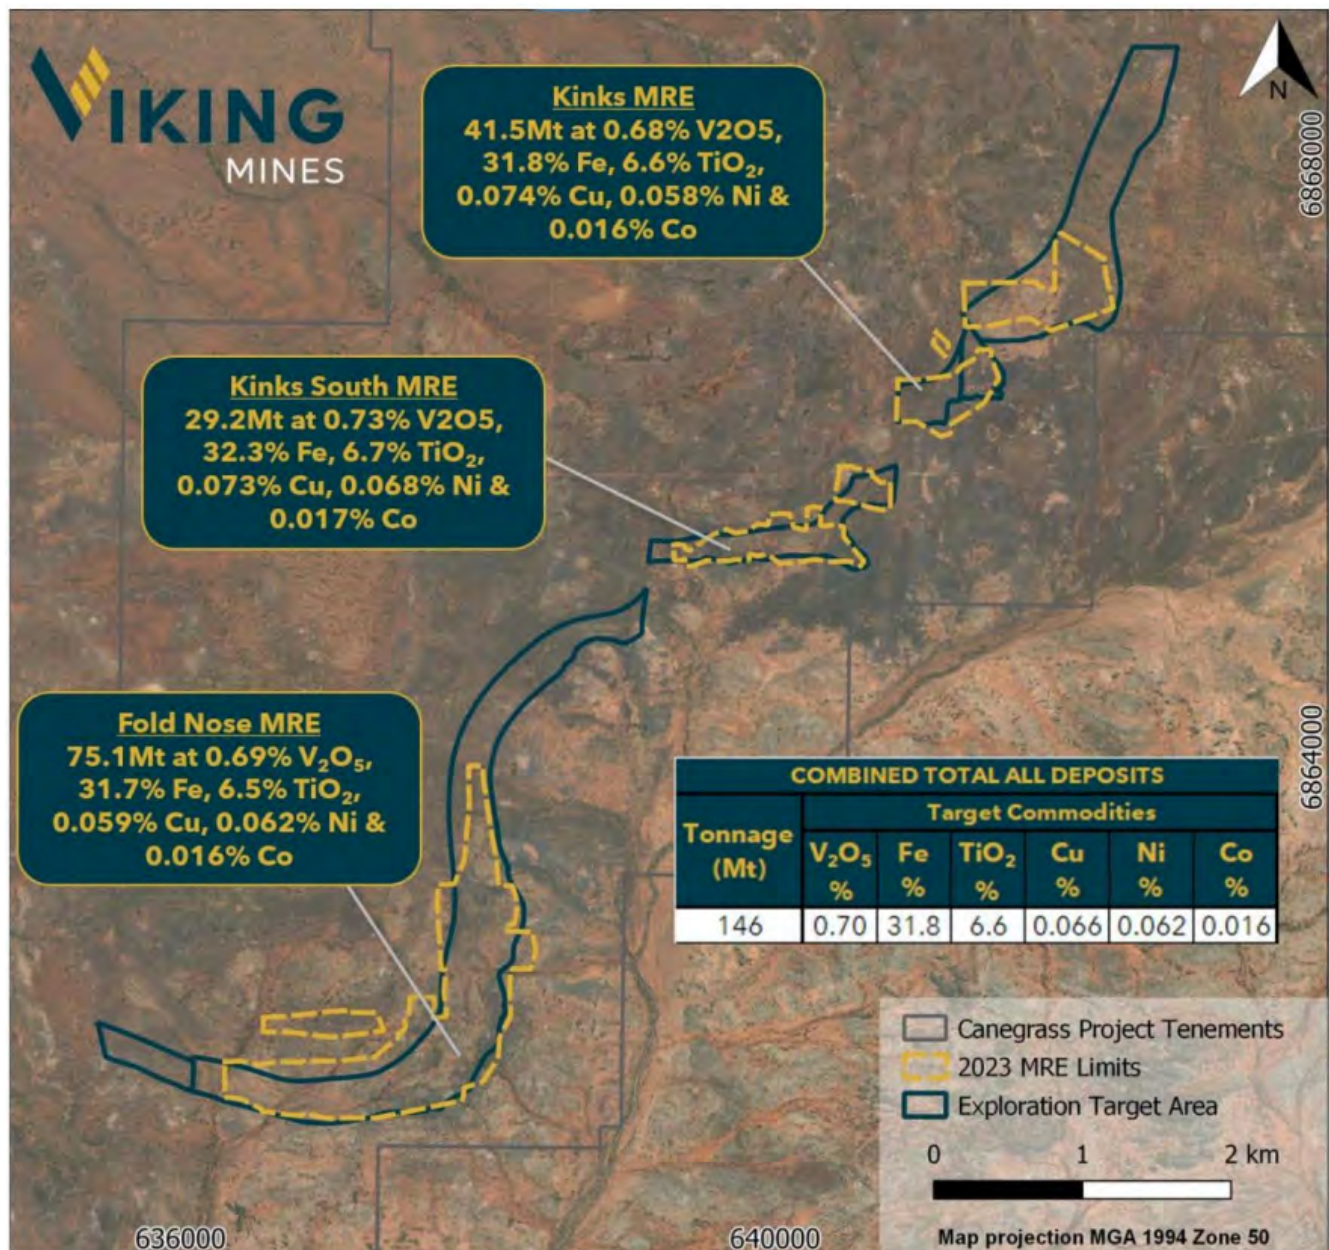 VIKING
MINES
N
Kinks MRE
41.5Mt at 0.68% V2O5,
31.8% Fe, 6.6% TiO₂,
0.074% Cu, 0.058% Ni &
0.016% Co
6868000
Kinks South MRE
29.2Mt at 0.73% V2O5,
32.3% Fe, 6.7% TiO₂,
0.073% Cu, 0.068% Ni &
0.017% Co
Fold Nose MRE
75.1Mt at 0.69% V₂O₅,
31.7% Fe, 6.5% TiO₂,
0.059% Cu, 0.062% Ni &
0.016% Co
6864000
COMBINED TOTAL ALL DEPOSITS
Tonnage (Mt)
Target Commodities
V₂O₅ % Fe % TiO₂ % Cu % Ni % Co %
146 0.70 31.8 6.6 0.066 0.062 0.016
Canegrass Project Tenements
2023 MRE Limits
Exploration Target Area
0 1 2 km
Map projection MGA 1994 Zone 50
636000
640000